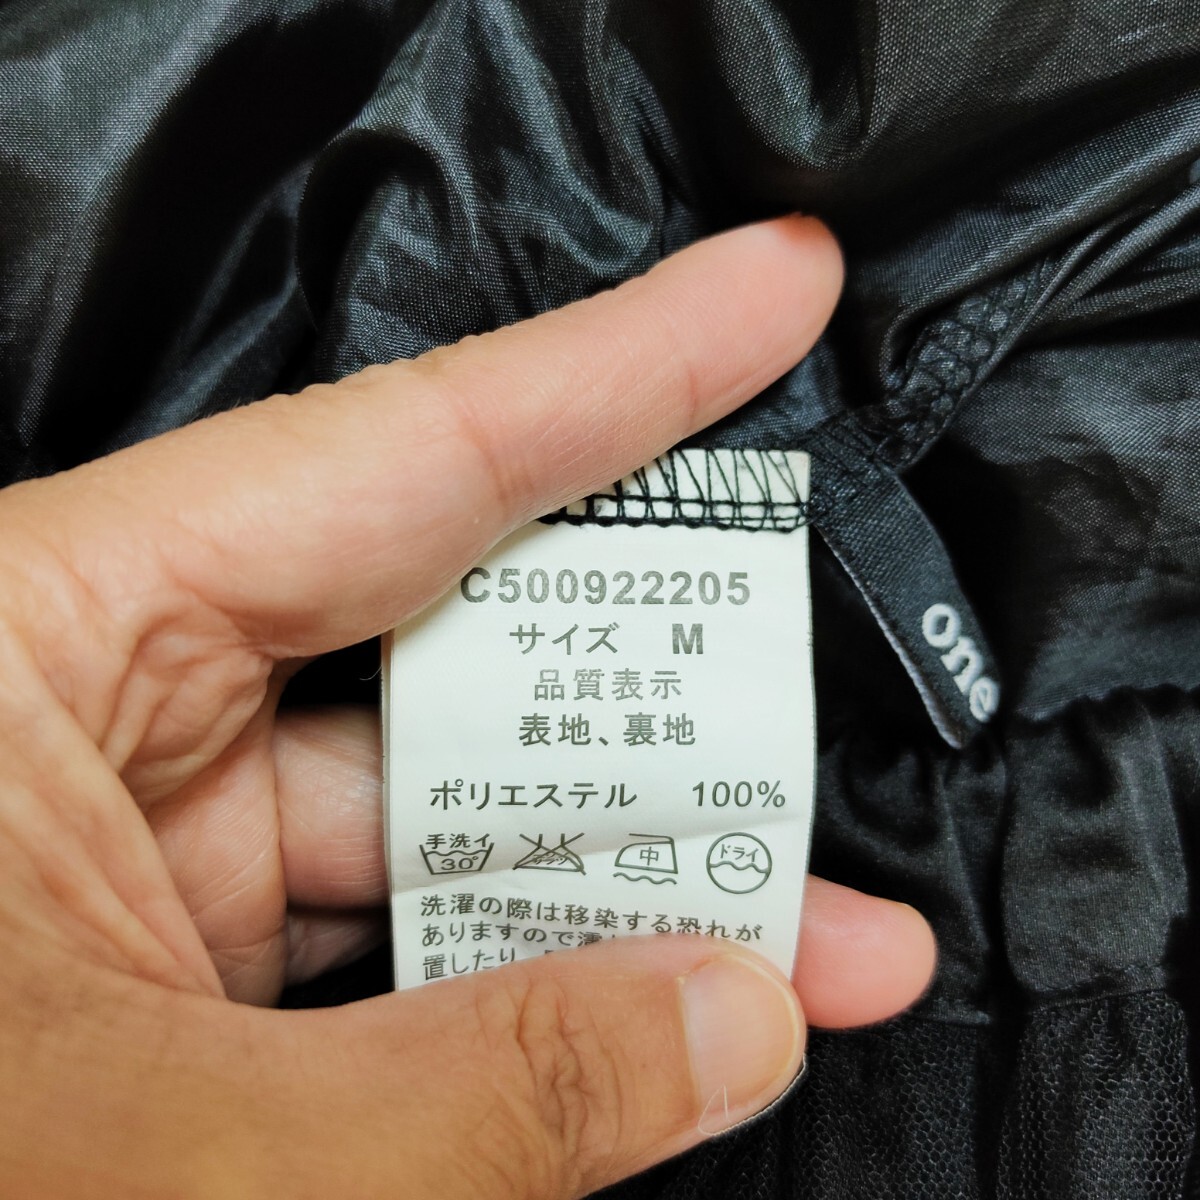 C500922205
サイズ M
品質表示
表地、裏地
ポリエステル 100%
手洗イ
30°
中
ドライ
洗濯の際は移染する恐れが
ありますので濡
置したり
one